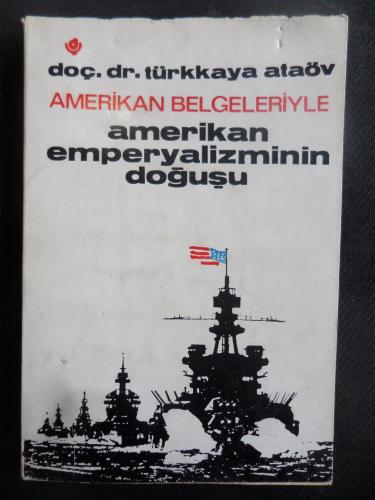 doç. dr. türkkaya ataöv
AMERİKAN BELGELERİYLE
amerikan
emperyalizminin
doğuşu